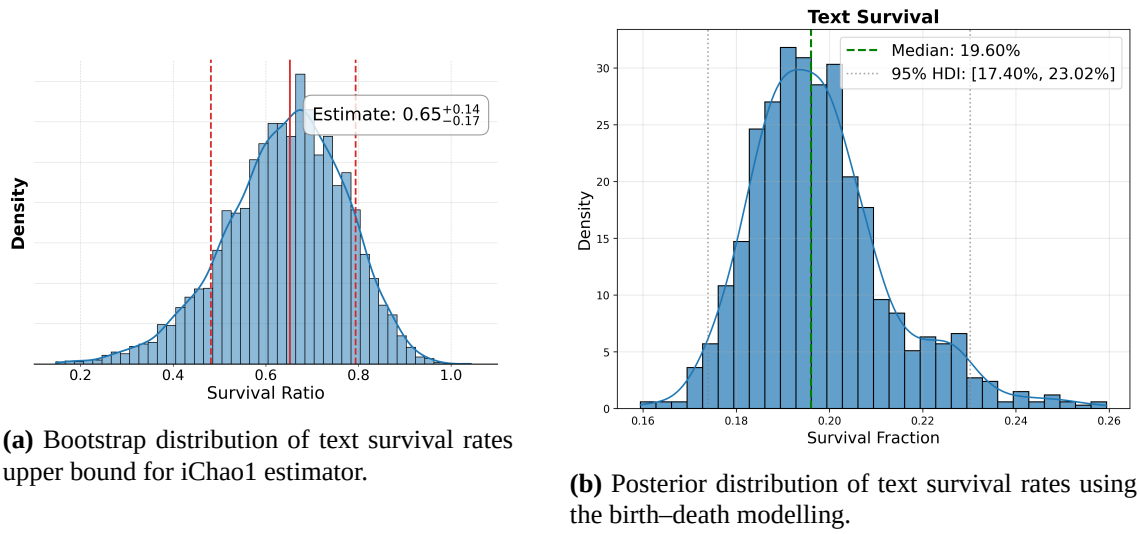 Density
Estimate: 0.65 +0.14 −0.17
0.2 0.4 0.6 0.8 1.0
Survival Ratio
(a) Bootstrap distribution of text survival rates
upper bound for iChao1 estimator.
Text Survival
Median: 19.60%
95% HDI: [17.40%, 23.02%]
Density
30
25
20
15
10
5
0
0.16 0.18 0.20 0.22 0.24 0.26
Survival Fraction
(b) Posterior distribution of text survival rates using
the birth–death modelling.